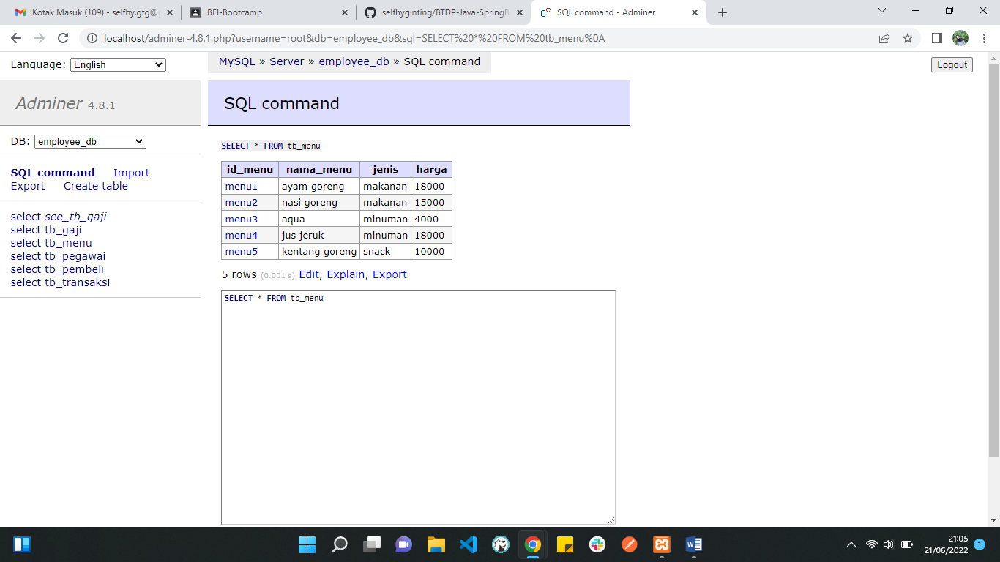 Kotak Masuk (109) - selfhy.gtg@g
BFI-Bootcamp
selfhyginting/BTDP-Java-SpringB
SQL command - Adminer
localhost/adminer-4.8.1.php?username=root&db=employee_db&sql=SELECT%20*%20FROM%20tb_menu%0A
Language: English
MySQL » Server » employee_db » SQL command
Logout
Adminer 4.8.1
SQL command
DB: employee_db
SQL command Import
Export Create table
select see_tb_gaji
select tb_gaji
select tb_menu
select tb_pegawai
select tb_pembeli
select tb_transaksi
SELECT * FROM tb_menu
id_menu nama_menu jenis harga
menu1 ayam goreng makanan 18000
menu2 nasi goreng makanan 15000
menu3 aqua minuman 4000
menu4 jus jeruk minuman 18000
menu5 kentang goreng snack 10000
5 rows (0.001 s) Edit, Explain, Export
SELECT * FROM tb_menu
21:05
21/06/2022
1